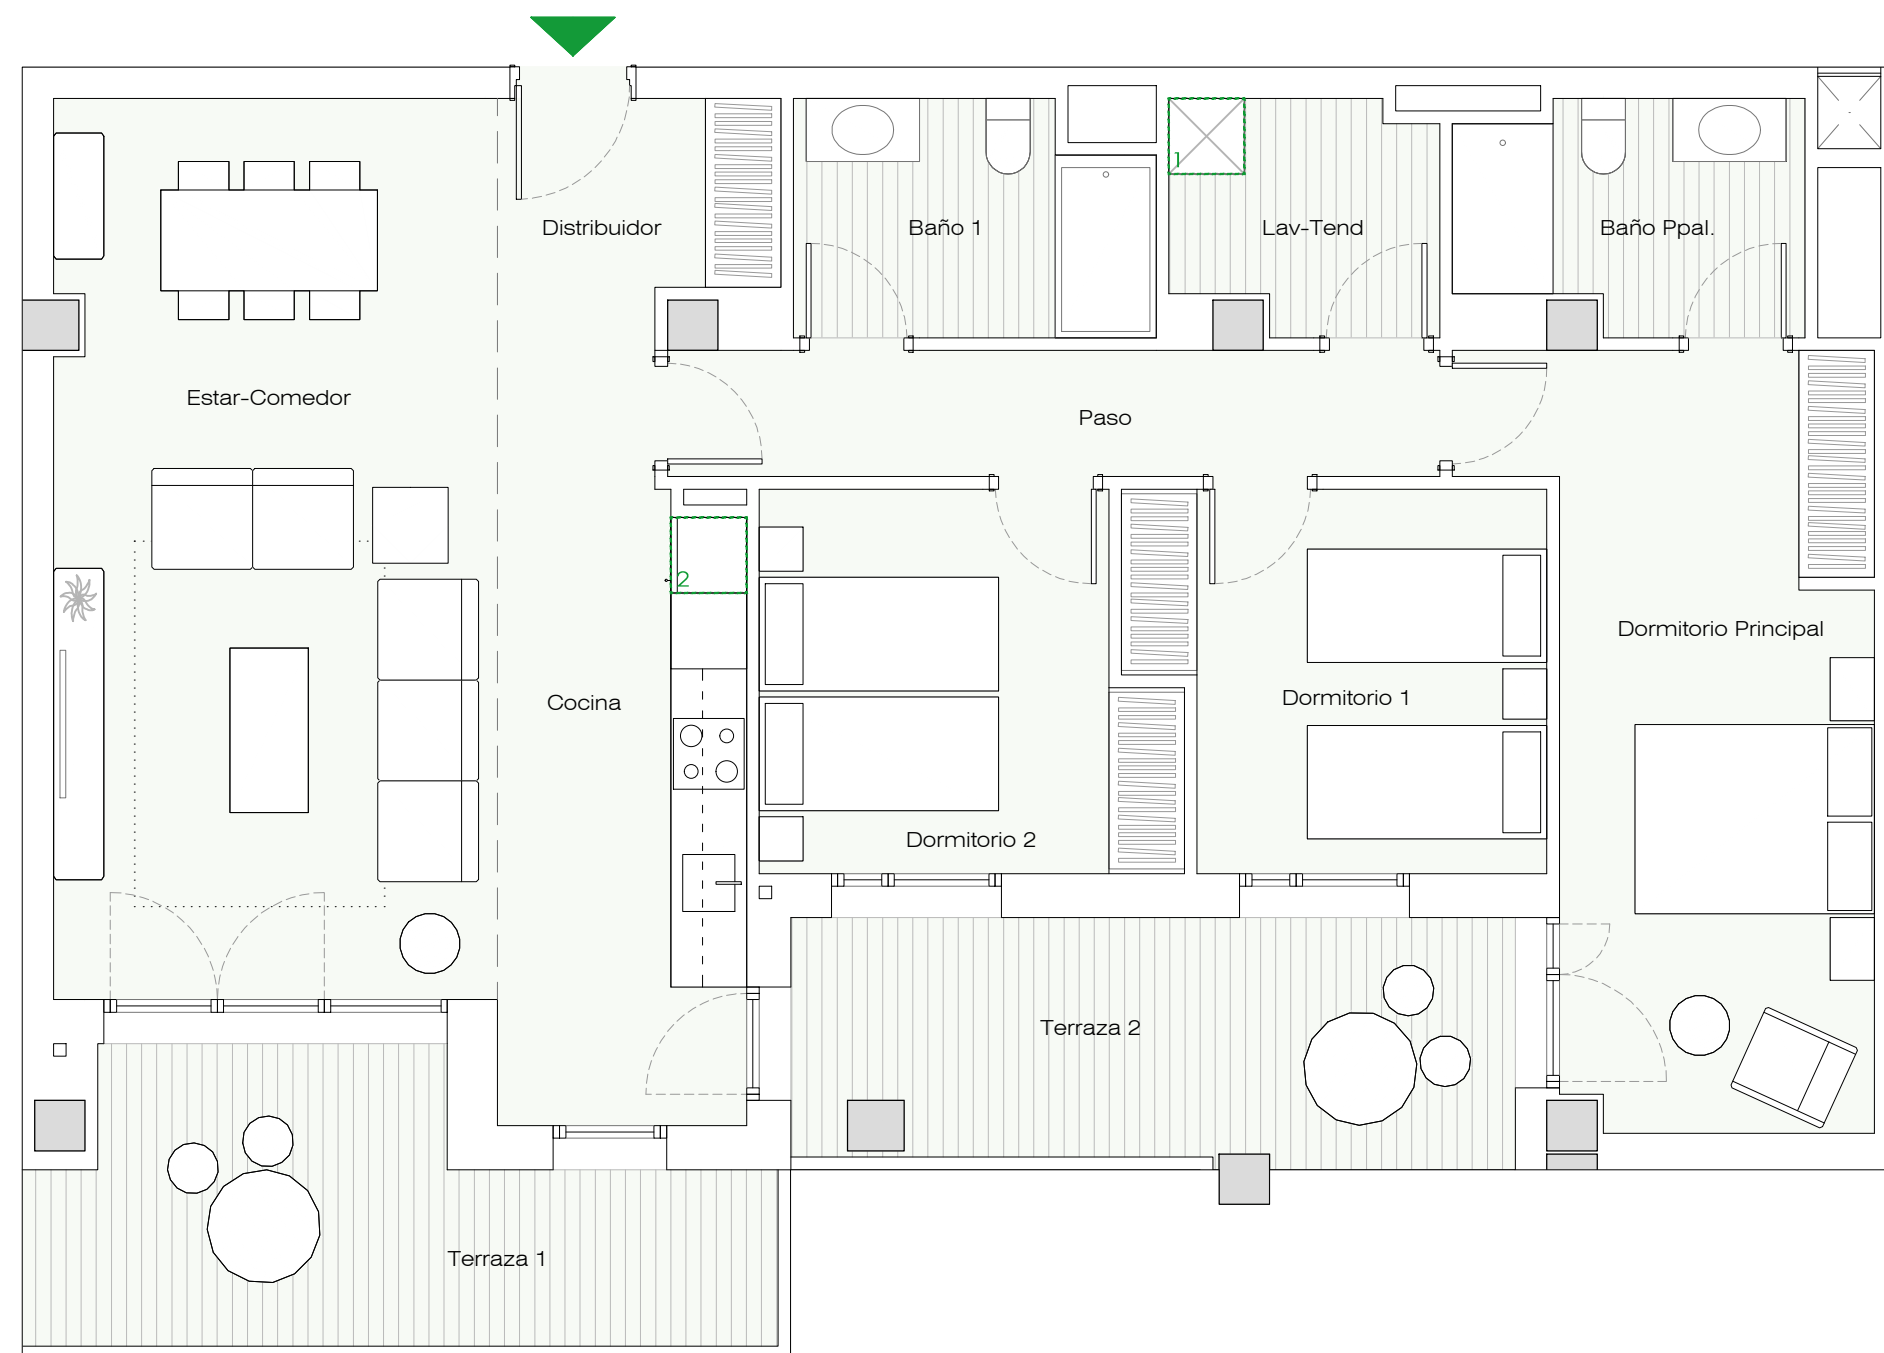 1
Distribuidor
Baño 1
Lav-Tend
Baño Ppal.
Estar-Comedor
Paso
2
Dormitorio Principal
Cocina
Dormitorio 1
Dormitorio 2
Terraza 2
Terraza 1